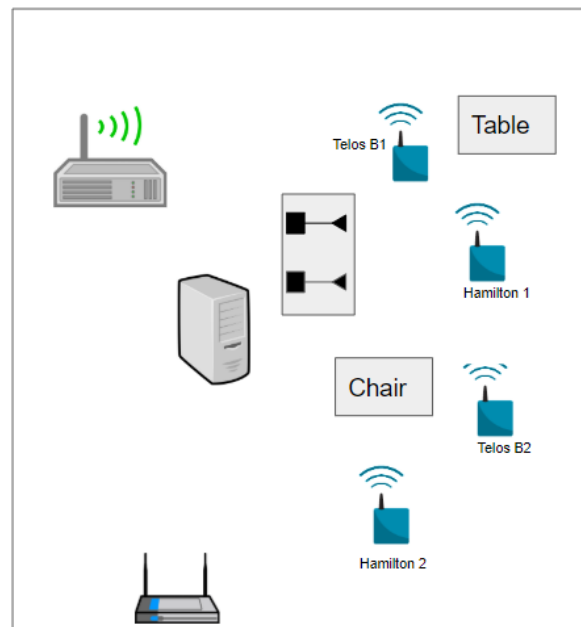 Table
Telos B1
Hamilton 1
Chair
Telos B2
Hamilton 2